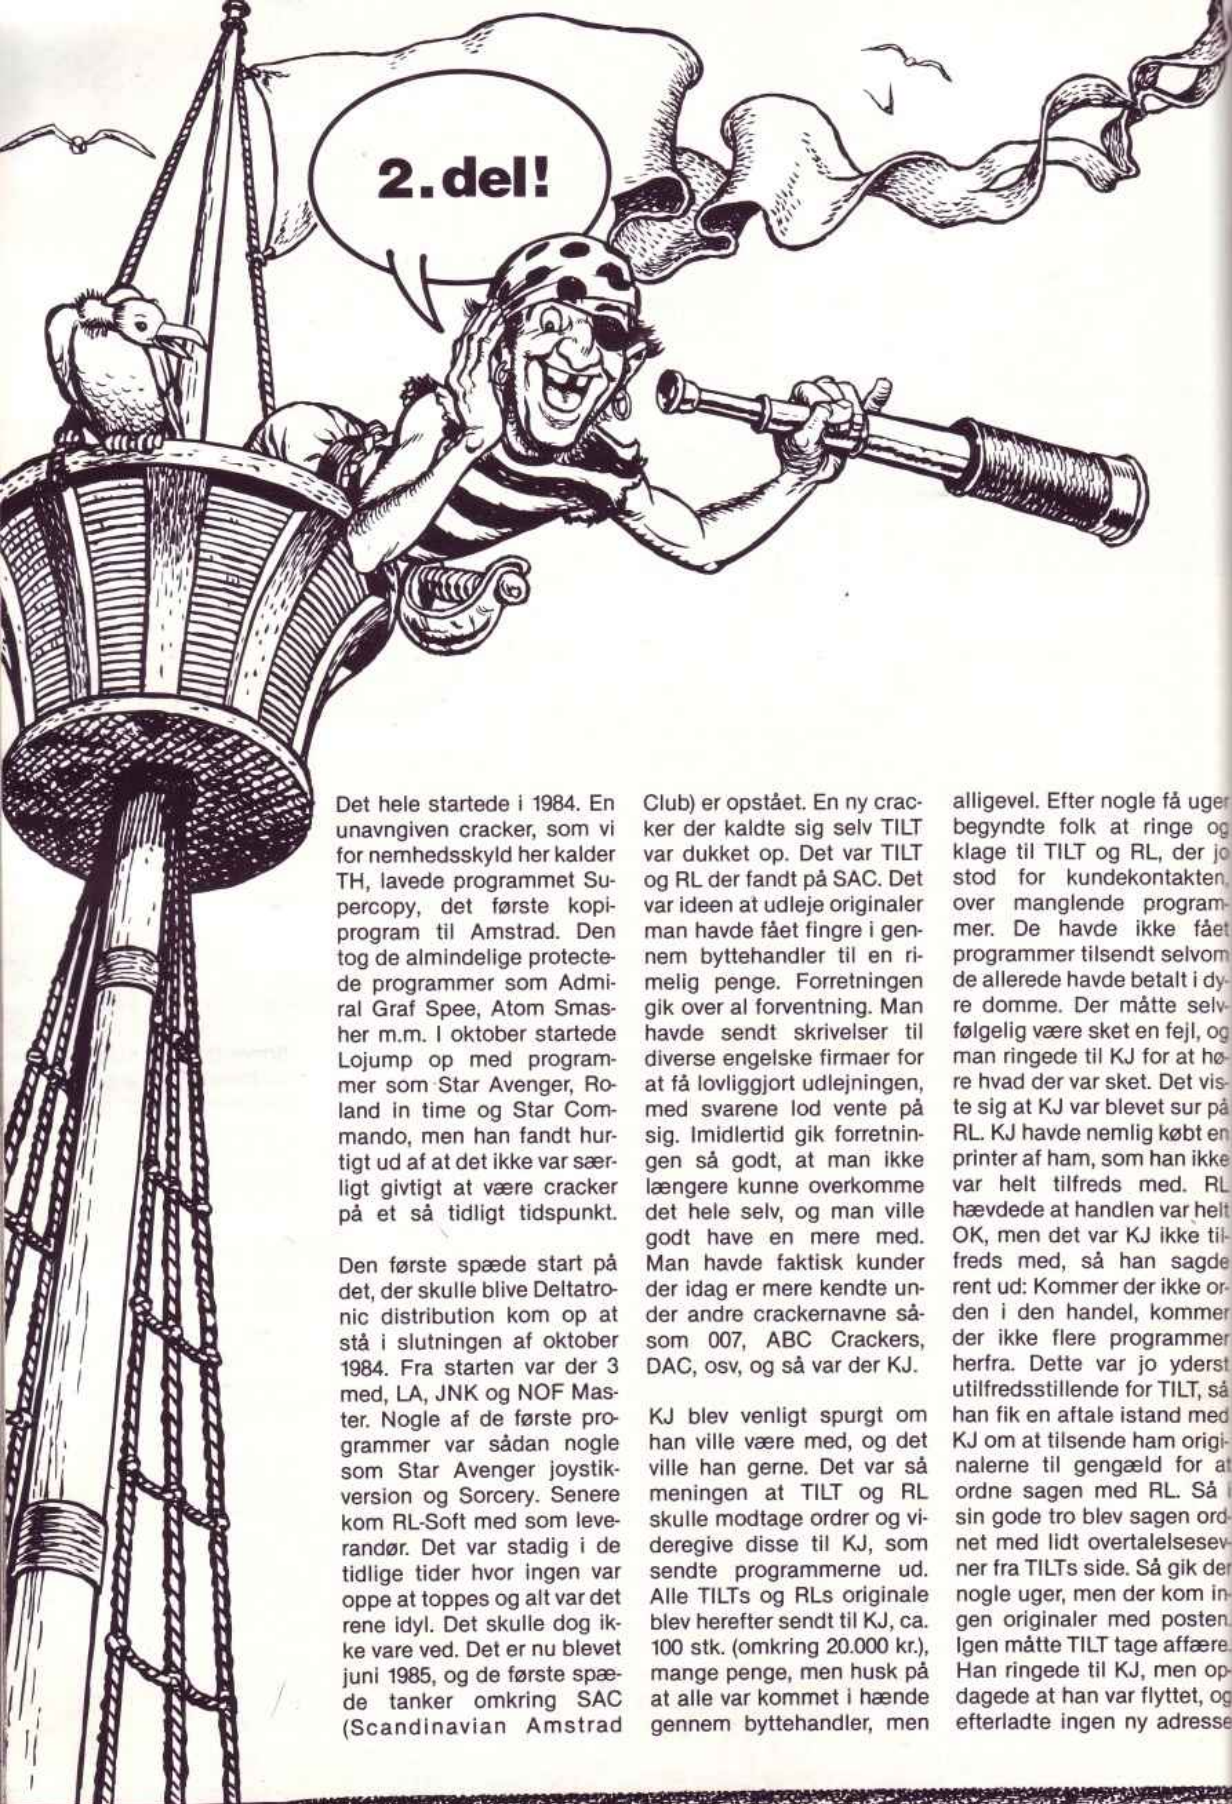 2. del!
Det hele startede i 1984. En
unavngiven cracker, som vi
for nemhedsskyld her kalder
TH, lavede programmet Su-
percopy, det første kopi-
program til Amstrad. Den
tog de almindelige protecte-
de programmer som Admi-
ral Graf Spee, Atom Smas-
her m.m. I oktober startede
Lojump op med program-
mer som Star Avenger, Ro-
land in time og Star Com-
mando, men han fandt hur-
tigt ud af at det ikke var sær-
ligt givtigt at være cracker
på et så tidligt tidspunkt.
Den første spæde start på
det, der skulle blive Deltatro-
nic distribution kom op at
stå i slutningen af oktober
1984. Fra starten var der 3
med, LA, JNK og NOF Mas-
ter. Nogle af de første pro-
grammer var sådan nogle
som Star Avenger joystik-
version og Sorcery. Senere
kom RL-Soft med som leve-
randør. Det var stadig i de
tidlige tider hvor ingen var
oppe at toppes og alt var det
rene idyl. Det skulle dog ik-
ke vare ved. Det er nu blevet
juni 1985, og de første spæ-
de tanker omkring SAC
(Scandinavian Amstrad
Club) er opstået. En ny crac-
ker der kaldte sig selv TILT
var dukket op. Det var TILT
og RL der fandt på SAC. Det
var ideen at udleje originaler
man havde fået fingre i gen-
nem byttehandler til en ri-
melig penge. Forretningen
gik over al forventning. Man
havde sendt skrivelser til
diverse engelske firmaer for
at få lovliggjort udlejningen,
med svarene lod vente på
sig. Imidlertid gik forretnin-
gen så godt, at man ikke
længere kunne overkomme
det hele selv, og man ville
godt have en mere med.
Man havde faktisk kunder
der idag er mere kendte un-
der andre crackernavne så-
som 007, ABC Crackers,
DAC, osv, og så var der KJ.
KJ blev venligt spurgt om
han ville være med, og det
ville han gerne. Det var så
meningen at TILT og RL
skulle modtage ordrer og vi-
deregive disse til KJ, som
sendte programmerne ud.
Alle TILTs og RLs originale
blev herefter sendt til KJ, ca.
100 stk. (omkring 20.000 kr.),
mange penge, men husk på
at alle var kommet i hænde
gennem byttehandler, men
alligevel. Efter nogle få uger
begyndte folk at ringe og
klage til TILT og RL, der jo
stod for kundekontakten,
over manglende program-
mer. De havde ikke fået
programmer tilsendt selvom
de allerede havde betalt i dy-
re domme. Der måtte selv-
følgelig være sket en fejl, og
man ringede til KJ for at hø-
re hvad der var sket. Det vis-
te sig at KJ var blevet sur på
RL. KJ havde nemlig købt en
printer af ham, som han ikke
var helt tilfreds med. RL
hævdede at handlen var helt
OK, men det var KJ ikke til-
freds med, så han sagde
rent ud: Kommer der ikke or-
den i den handel, kommer
der ikke flere programmer
herfra. Dette var jo yderst
utilfredsstillende for TILT, så
han fik en aftale istand med
KJ om at tilsende ham origi-
nalerne til gengæld for at
ordne sagen med RL. Så i
sin gode tro blev sagen ord-
net med lidt overtalelsesev-
ner fra TILTs side. Så gik der
nogle uger, men der kom in-
gen originaler med posten.
Igen måtte TILT tage affære.
Han ringede til KJ, men op-
dagede at han var flyttet, og
efterladte ingen ny adresse